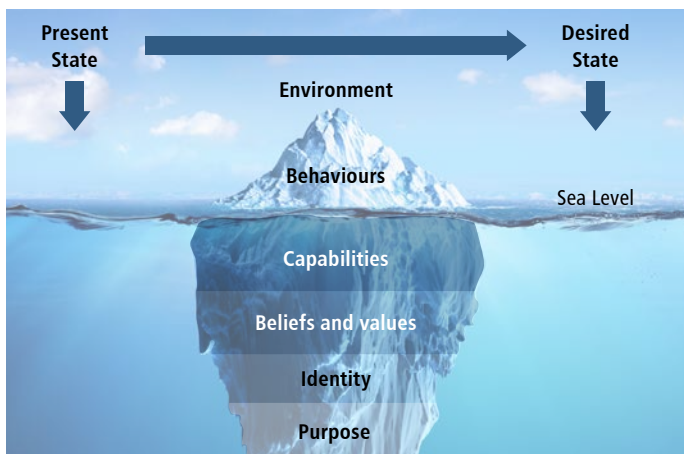 Present
State
Desired
State
Environment
Behaviours
Sea Level
Capabilities
Beliefs and values
Identity
Purpose